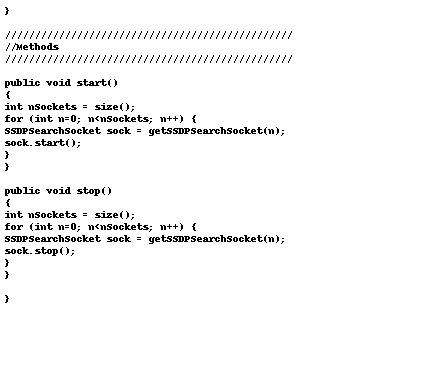 }
////////////////////////////////////////////////
//Methods
////////////////////////////////////////////////
public void start()
{
int nSockets = size();
for (int n=0; n<nSockets; n++) {
SSDPSearchSocket sock = getSSDPSearchSocket(n);
sock.start();
}
}
public void stop()
{
int nSockets = size();
for (int n=0; n<nSockets; n++) {
SSDPSearchSocket sock = getSSDPSearchSocket(n);
sock.stop();
}
}
}